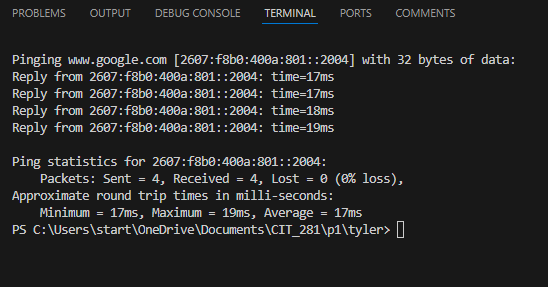 PROBLEMS OUTPUT DEBUG CONSOLE TERMINAL PORTS COMMENTS
Pinging www.google.com [2607:f8b0:400a:801::2004] with 32 bytes of data:
Reply from 2607:f8b0:400a:801::2004: time=17ms
Reply from 2607:f8b0:400a:801::2004: time=17ms
Reply from 2607:f8b0:400a:801::2004: time=18ms
Reply from 2607:f8b0:400a:801::2004: time=19ms
Ping statistics for 2607:f8b0:400a:801::2004:
    Packets: Sent = 4, Received = 4, Lost = 0 (0% loss),
Approximate round trip times in milli-seconds:
    Minimum = 17ms, Maximum = 19ms, Average = 17ms
PS C:\Users\start\OneDrive\Documents\CIT_281\p1\tyler>